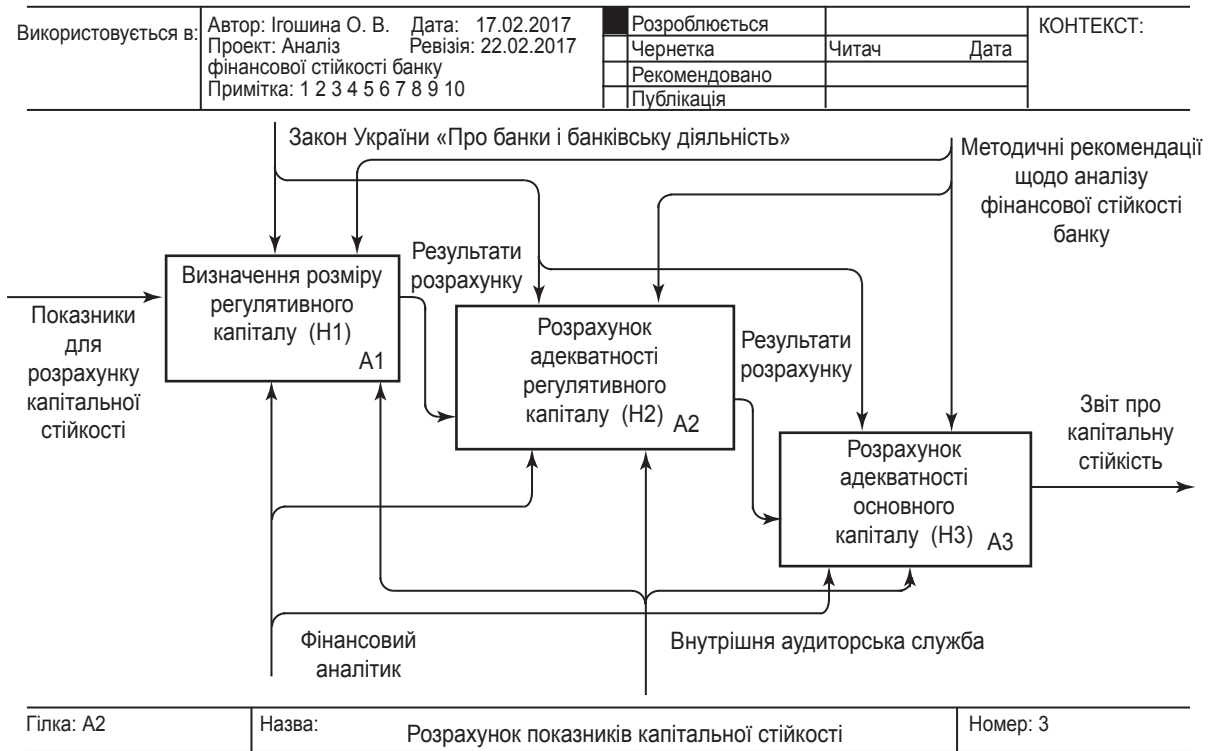 Використовується в:
Автор: Ігошина О. В. Дата: 17.02.2017
Проект: Аналіз Ревізія: 22.02.2017
фінансової стійкості банку
Примітка: 1 2 3 4 5 6 7 8 9 10
Розроблюється
Чернетка
Рекомендовано
Публікація
Читач Дата
КОНТЕКСТ:
Закон України «Про банки і банківську діяльність»
Методичні рекомендації
щодо аналізу
фінансової стійкості
банку
Показники
для
розрахунку
капітальної
стійкості
Визначення розміру
регулятивного
капіталу (Н1)
А1
Результати
розрахунку
Розрахунок
адекватності
регулятивного
капіталу (Н2)
А2
Результати
розрахунку
Розрахунок
адекватності
основного
капіталу (Н3)
А3
Звіт про
капітальну
стійкість
Фінансовий
аналітик
Внутрішня аудиторська служба
Гілка: А2
Назва:
Розрахунок показників капітальної стійкості
Номер: 3